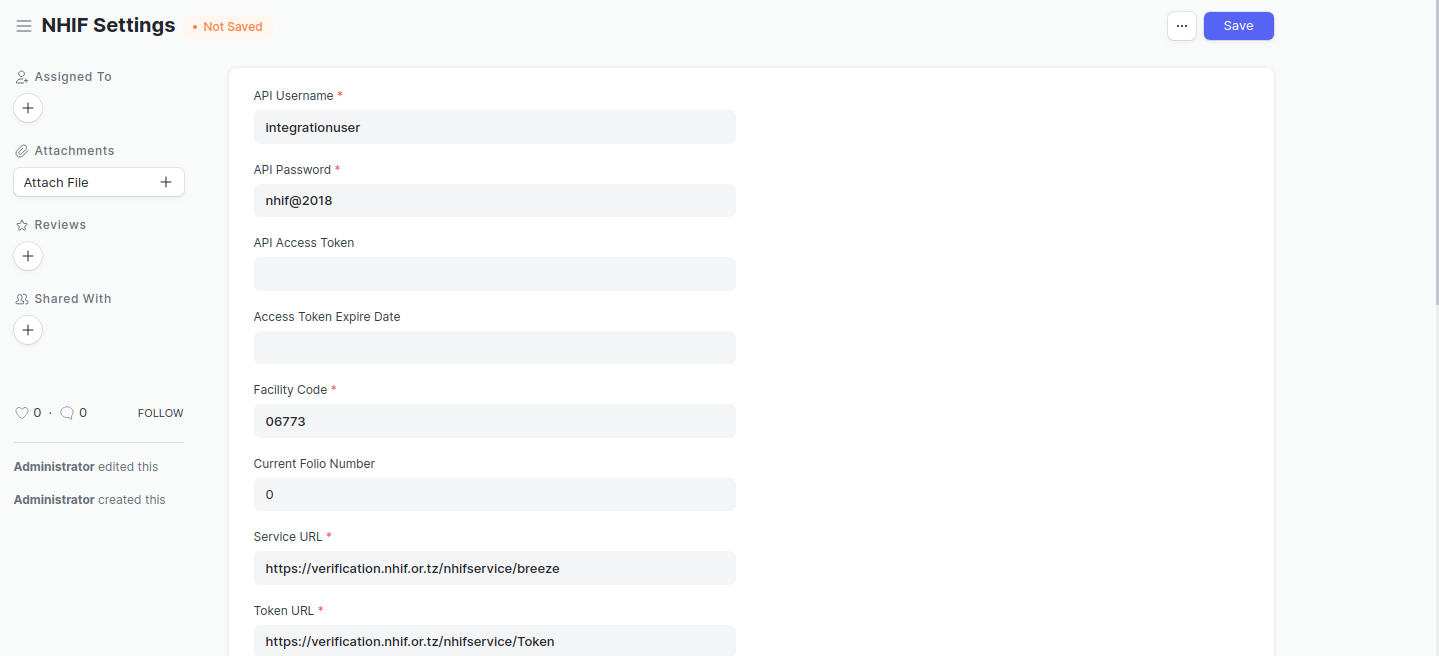 NHIF Settings
• Not Saved
...
Save
Assigned To
Attachments
Attach File
Reviews
Shared With
0 · 0
FOLLOW
Administrator edited this
Administrator created this
API Username *
integrationuser
API Password *
nhif@2018
API Access Token
Access Token Expire Date
Facility Code *
06773
Current Folio Number
0
Service URL *
https://verification.nhif.or.tz/nhifservice/breeze
Token URL *
https://verification.nhif.or.tz/nhifservice/Token